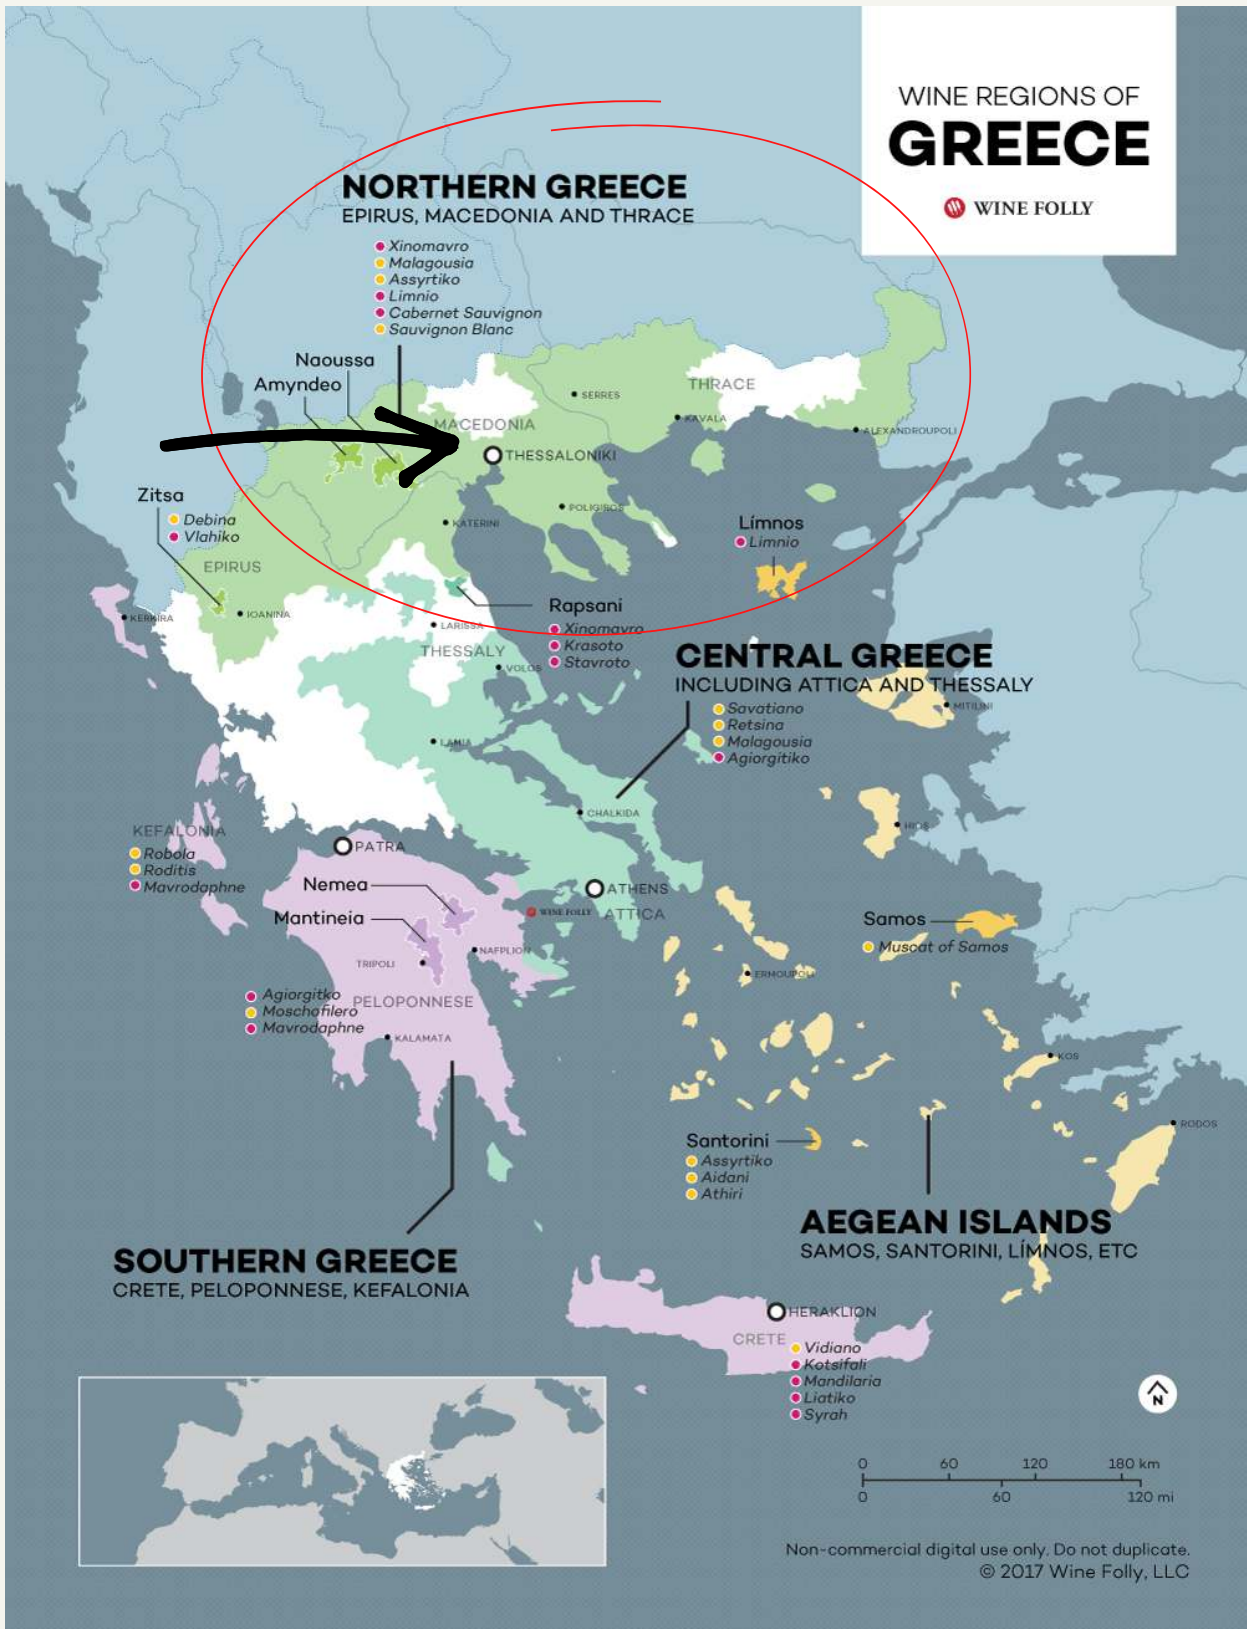 WINE REGIONS OF
GREECE
WINE FOLLY
NORTHERN GREECE
EPIRUS, MACEDONIA AND THRACE
Xinomavro
Malagousia
Assyrtiko
Limnio
Cabernet Sauvignon
Sauvignon Blanc
Naoussa
Amyndeo
THRACE
SERRES
KAVALA
MACEDONIA
ALEXANDROUPOLI
THESSALONIKI
Zitsa
Debina
Vlahiko
POLIGIROS
KATERINI
Límnos
Limnio
EPIRUS
IOANINA
KERKIRA
Rapsani
Xinomavro
Krasoto
Stavroto
LARISSA
THESSALY
VOLOS
CENTRAL GREECE
INCLUDING ATTICA AND THESSALY
Savatiano
Retsina
Malagousia
Agiorgitiko
MITILINI
LAMIA
CHALKIDA
HIOS
KEFALONIA
Robola
Roditis
Mavrodaphne
PATRA
Nemea
Mantineia
ATHENS
WINE FOLLY
ATTICA
Samos
Muscat of Samos
NAFPLION
TRIPOLI
ERMOUPOLI
Agiorgitko
Moschofilero
Mavrodaphne
PELOPONNESE
KALAMATA
KOS
RODOS
Santorini
Assyrtiko
Aidani
Athiri
AEGEAN ISLANDS
SAMOS, SANTORINI, LÍMNOS, ETC
SOUTHERN GREECE
CRETE, PELOPONNESE, KEFALONIA
HERAKLION
CRETE
Vidiano
Kotsifali
Mandilaria
Liatiko
Syrah
N
0 60 120 180 km
0 60 120 mi
Non-commercial digital use only. Do not duplicate.
© 2017 Wine Folly, LLC